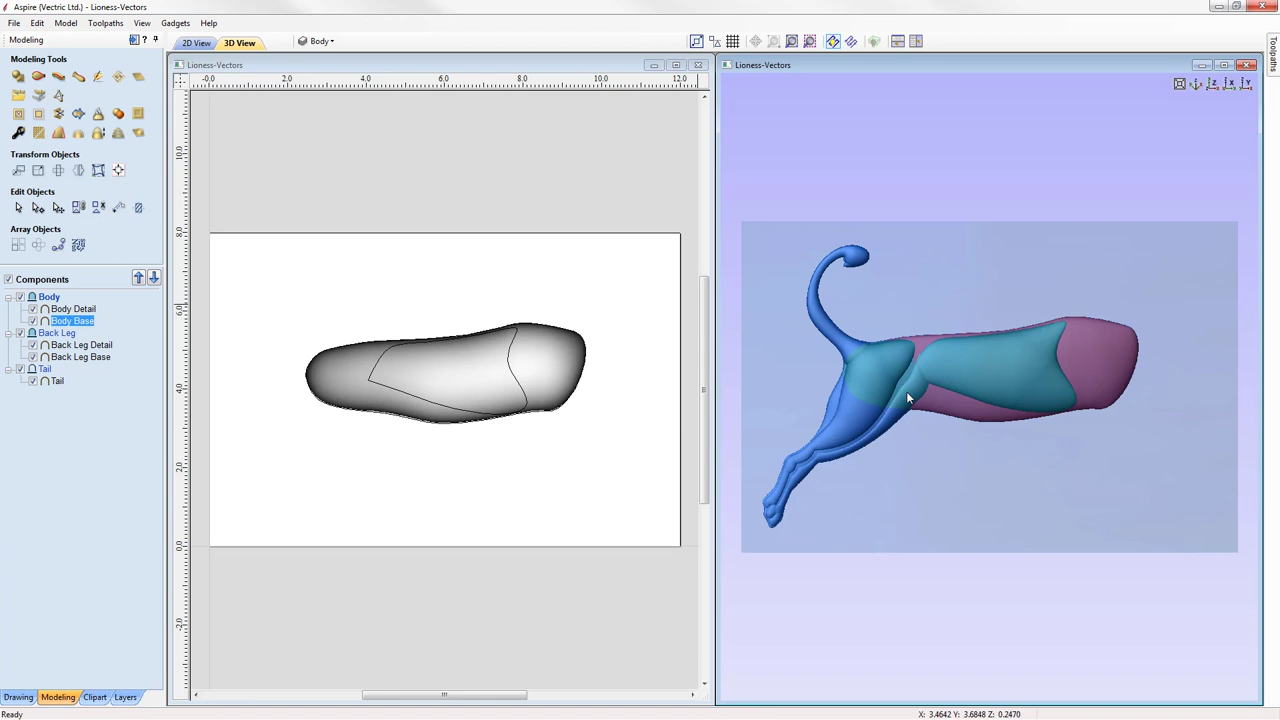 Aspire (Vectric Ltd.) - Lioness-Vectors
File Edit Model Toolpaths View Gadgets Help
Modeling
2D View 3D View Body
Modeling Tools
Transform Objects
Edit Objects
Array Objects
Components
Body
Body Detail
Body Base
Back Leg
Back Leg Detail
Back Leg Base
Tail
Tail
Drawing Modeling Clipart Layers
Ready
Lioness-Vectors
-0.0 2.0 4.0 6.0 8.0 10.0 12.0
10.0
8.0
6.0
4.0
2.0
0.0
-2.0
Lioness-Vectors
Z X Y
Toolpaths
X: 3.4642 Y: 3.6848 Z: 0.2470